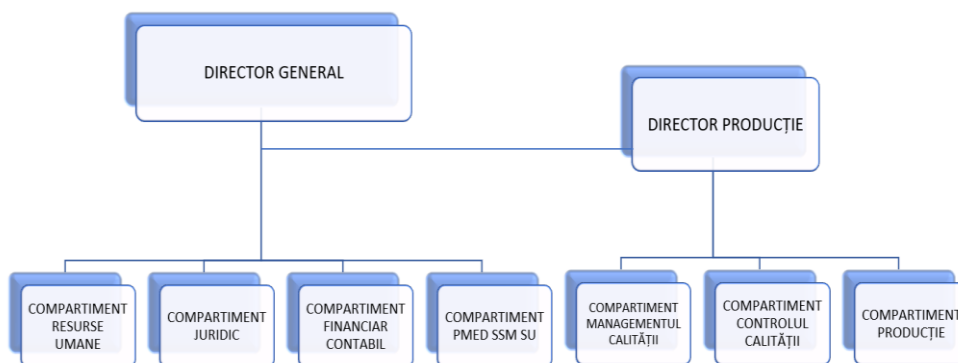 DIRECTOR GENERAL
DIRECTOR PRODUCȚIE
COMPARTIMENT
RESURSE
UMANE
COMPARTIMENT
JURIDIC
COMPARTIMENT
FINANCIAR
CONTABIL
COMPARTIMENT
PMED SSM SU
COMPARTIMENT
MANAGEMENTUL
CALITĂȚII
COMPARTIMENT
CONTROLUL
CALITĂȚII
COMPARTIMENT
PRODUCȚIE